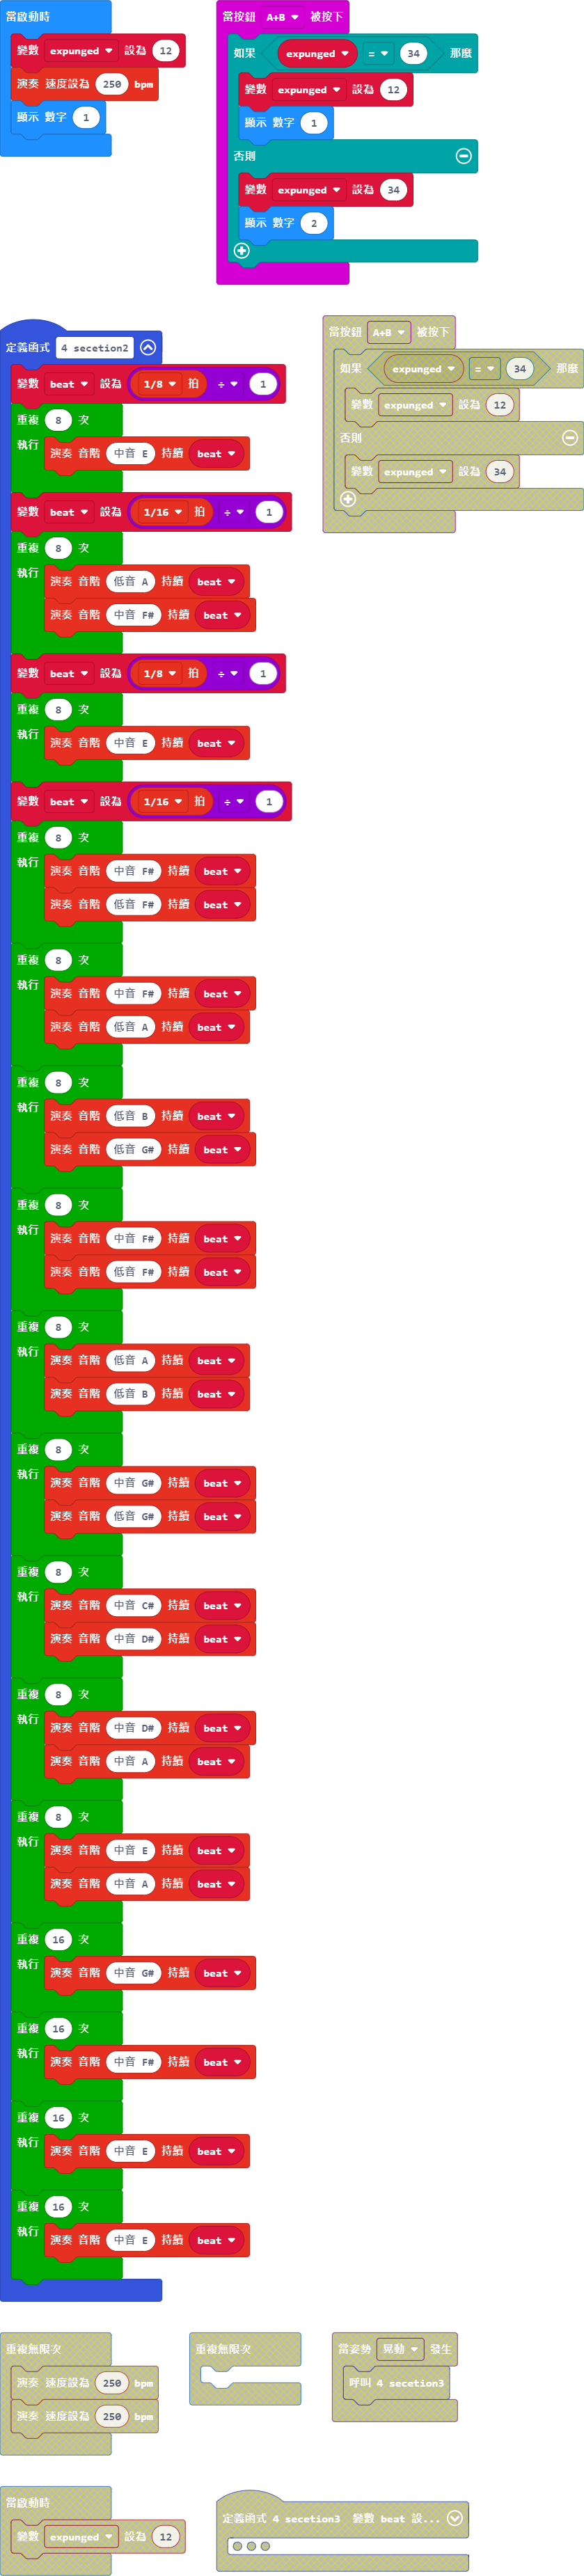 當啟動時
變數 expunged 設為 12
演奏 速度設為 250 bpm
顯示 數字 1
當按鈕 A+B 被按下
如果 expunged = 34 那麼
變數 expunged 設為 12
顯示 數字 1
否則
變數 expunged 設為 34
顯示 數字 2
定義函式 4 secetion2
變數 beat 設為 1/8 拍 ÷ 1
重複 8 次
執行 演奏 音階 中音 E 持續 beat
變數 beat 設為 1/16 拍 ÷ 1
重複 8 次
執行 演奏 音階 低音 A 持續 beat
演奏 音階 中音 F# 持續 beat
變數 beat 設為 1/8 拍 ÷ 1
重複 8 次
執行 演奏 音階 中音 E 持續 beat
變數 beat 設為 1/16 拍 ÷ 1
重複 8 次
執行 演奏 音階 中音 F# 持續 beat
演奏 音階 低音 F# 持續 beat
重複 8 次
執行 演奏 音階 中音 F# 持續 beat
演奏 音階 低音 A 持續 beat
重複 8 次
執行 演奏 音階 低音 B 持續 beat
演奏 音階 低音 G# 持續 beat
重複 8 次
執行 演奏 音階 中音 F# 持續 beat
演奏 音階 低音 F# 持續 beat
重複 8 次
執行 演奏 音階 低音 A 持續 beat
演奏 音階 低音 B 持續 beat
重複 8 次
執行 演奏 音階 中音 G# 持續 beat
演奏 音階 低音 G# 持續 beat
重複 8 次
執行 演奏 音階 中音 C# 持續 beat
演奏 音階 中音 D# 持續 beat
重複 8 次
執行 演奏 音階 中音 D# 持續 beat
演奏 音階 中音 A 持續 beat
重複 8 次
執行 演奏 音階 中音 E 持續 beat
演奏 音階 中音 A 持續 beat
重複 16 次
執行 演奏 音階 中音 G# 持續 beat
重複 16 次
執行 演奏 音階 中音 F# 持續 beat
重複 16 次
執行 演奏 音階 中音 E 持續 beat
重複 16 次
執行 演奏 音階 中音 E 持續 beat
當按鈕 A+B 被按下
如果 expunged = 34 那麼
變數 expunged 設為 12
否則
變數 expunged 設為 34
重複無限次
演奏 速度設為 250 bpm
演奏 速度設為 250 bpm
重複無限次
當姿勢 晃動 發生
呼叫 4 secetion3
當啟動時
變數 expunged 設為 12
定義函式 4 secetion3 變數 beat 設...